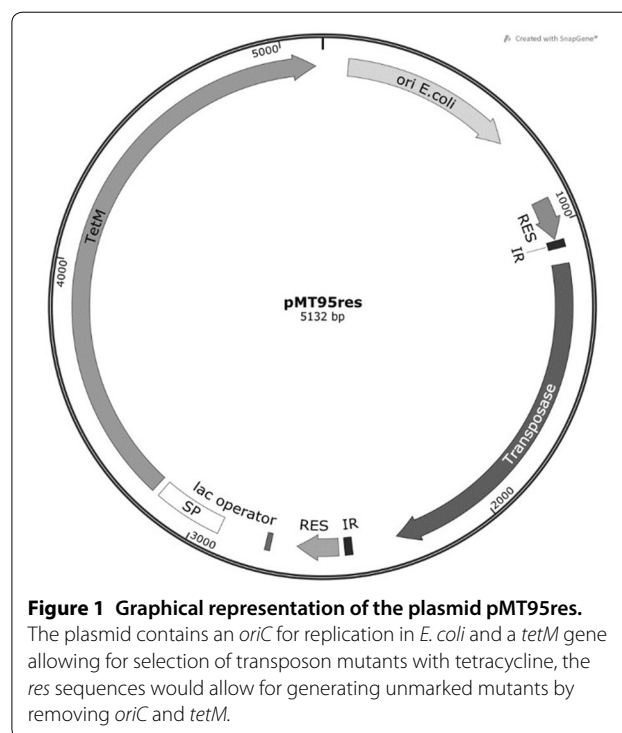 Created with SnapGene®
5000
ori E.coli
1000
RES
IR
TetM
4000
pMT95res
5132 bp
Transposase
2000
lac operator
SP
3000
RES
IR
Figure 1 Graphical representation of the plasmid pMT95res.
The plasmid contains an oriC for replication in E. coli and a tetM gene
allowing for selection of transposon mutants with tetracycline, the
res sequences would allow for generating unmarked mutants by
removing oriC and tetM.